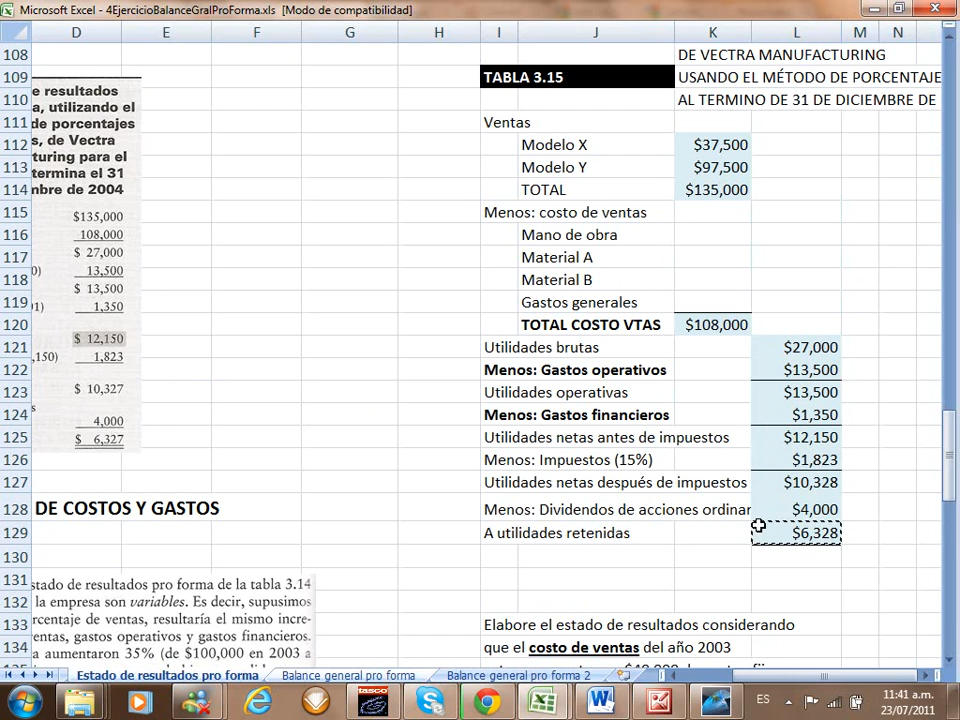 Microsoft Excel - 4EjercicioBalanceGralProForma.xls [Modo de compatibilidad]
D E F G H I J K L M N
108 DE VECTRA MANUFACTURING
109 TABLA 3.15 USANDO EL MÉTODO DE PORCENTAJE
110 AL TERMINO DE 31 DE DICIEMBRE DE
111 Ventas
112 Modelo X $37,500
113 Modelo Y $97,500
114 TOTAL $135,000
115 Menos: costo de ventas
116 Mano de obra
117 Material A
118 Material B
119 Gastos generales
120 TOTAL COSTO VTAS $108,000
121 Utilidades brutas $27,000
122 Menos: Gastos operativos $13,500
123 Utilidades operativas $13,500
124 Menos: Gastos financieros $1,350
125 Utilidades netas antes de impuestos $12,150
126 Menos: Impuestos (15%) $1,823
127 Utilidades netas después de impuestos $10,328
128 DE COSTOS Y GASTOS Menos: Dividendos de acciones ordinar $4,000
129 A utilidades retenidas $6,328
130
131
132
133 Elabore el estado de resultados considerando
134 que el costo de ventas del año 2003
e resultados
a, utilizando el
de porcentajes
s, de Vectra
turing para el
termina el 31
mbre de 2004
$135,000
108,000
$ 27,000
0) 13,500
$ 13,500
01) 1,350
$ 12,150
,150) 1,823
$ 10,327
s
4,000
$ 6,327
stado de resultados pro forma de la tabla 3.14
la empresa son variables. Es decir, supusimos
rcentaje de ventas, resultaría el mismo incre-
ventas, gastos operativos y gastos financieros.
a aumentaron 35% (de $100,000 en 2003 a
Estado de resultados pro forma Balance general pro forma Balance general pro forma 2
tasco
ES 11:41 a.m.
23/07/2011